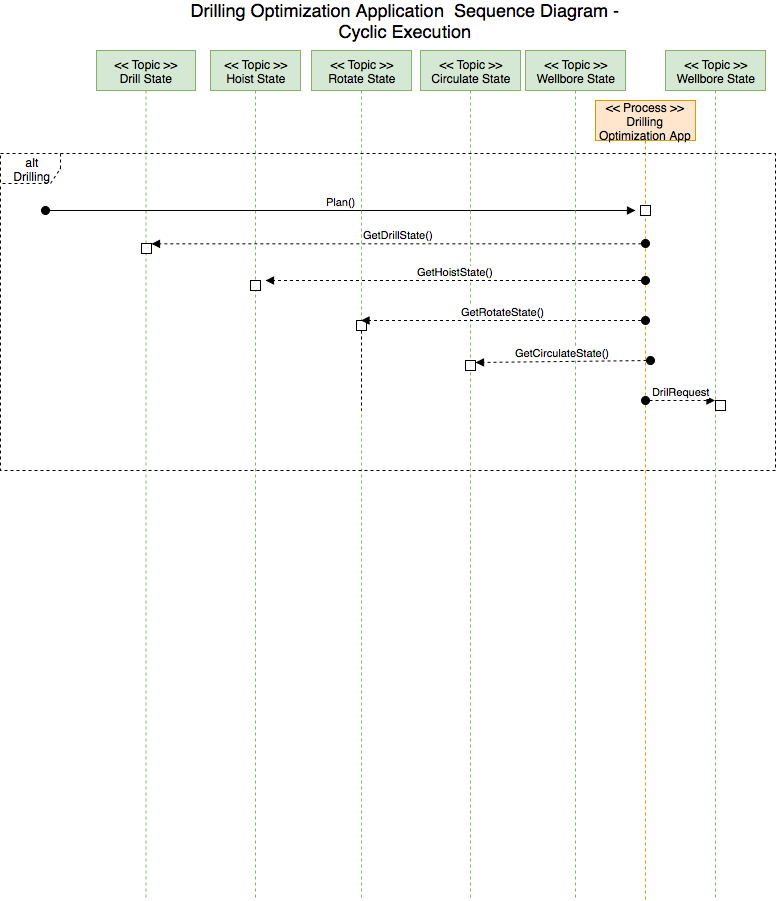 Drilling Optimization Application Sequence Diagram -
Cyclic Execution
<< Topic >>
Drill State
<< Topic >>
Hoist State
<< Topic >>
Rotate State
<< Topic >>
Circulate State
<< Topic >>
Wellbore State
<< Topic >>
Wellbore State
<< Process >>
Drilling
Optimization App
alt
Drilling
Plan()
GetDrillState()
GetHoistState()
GetRotateState()
GetCirculateState()
DrilRequest